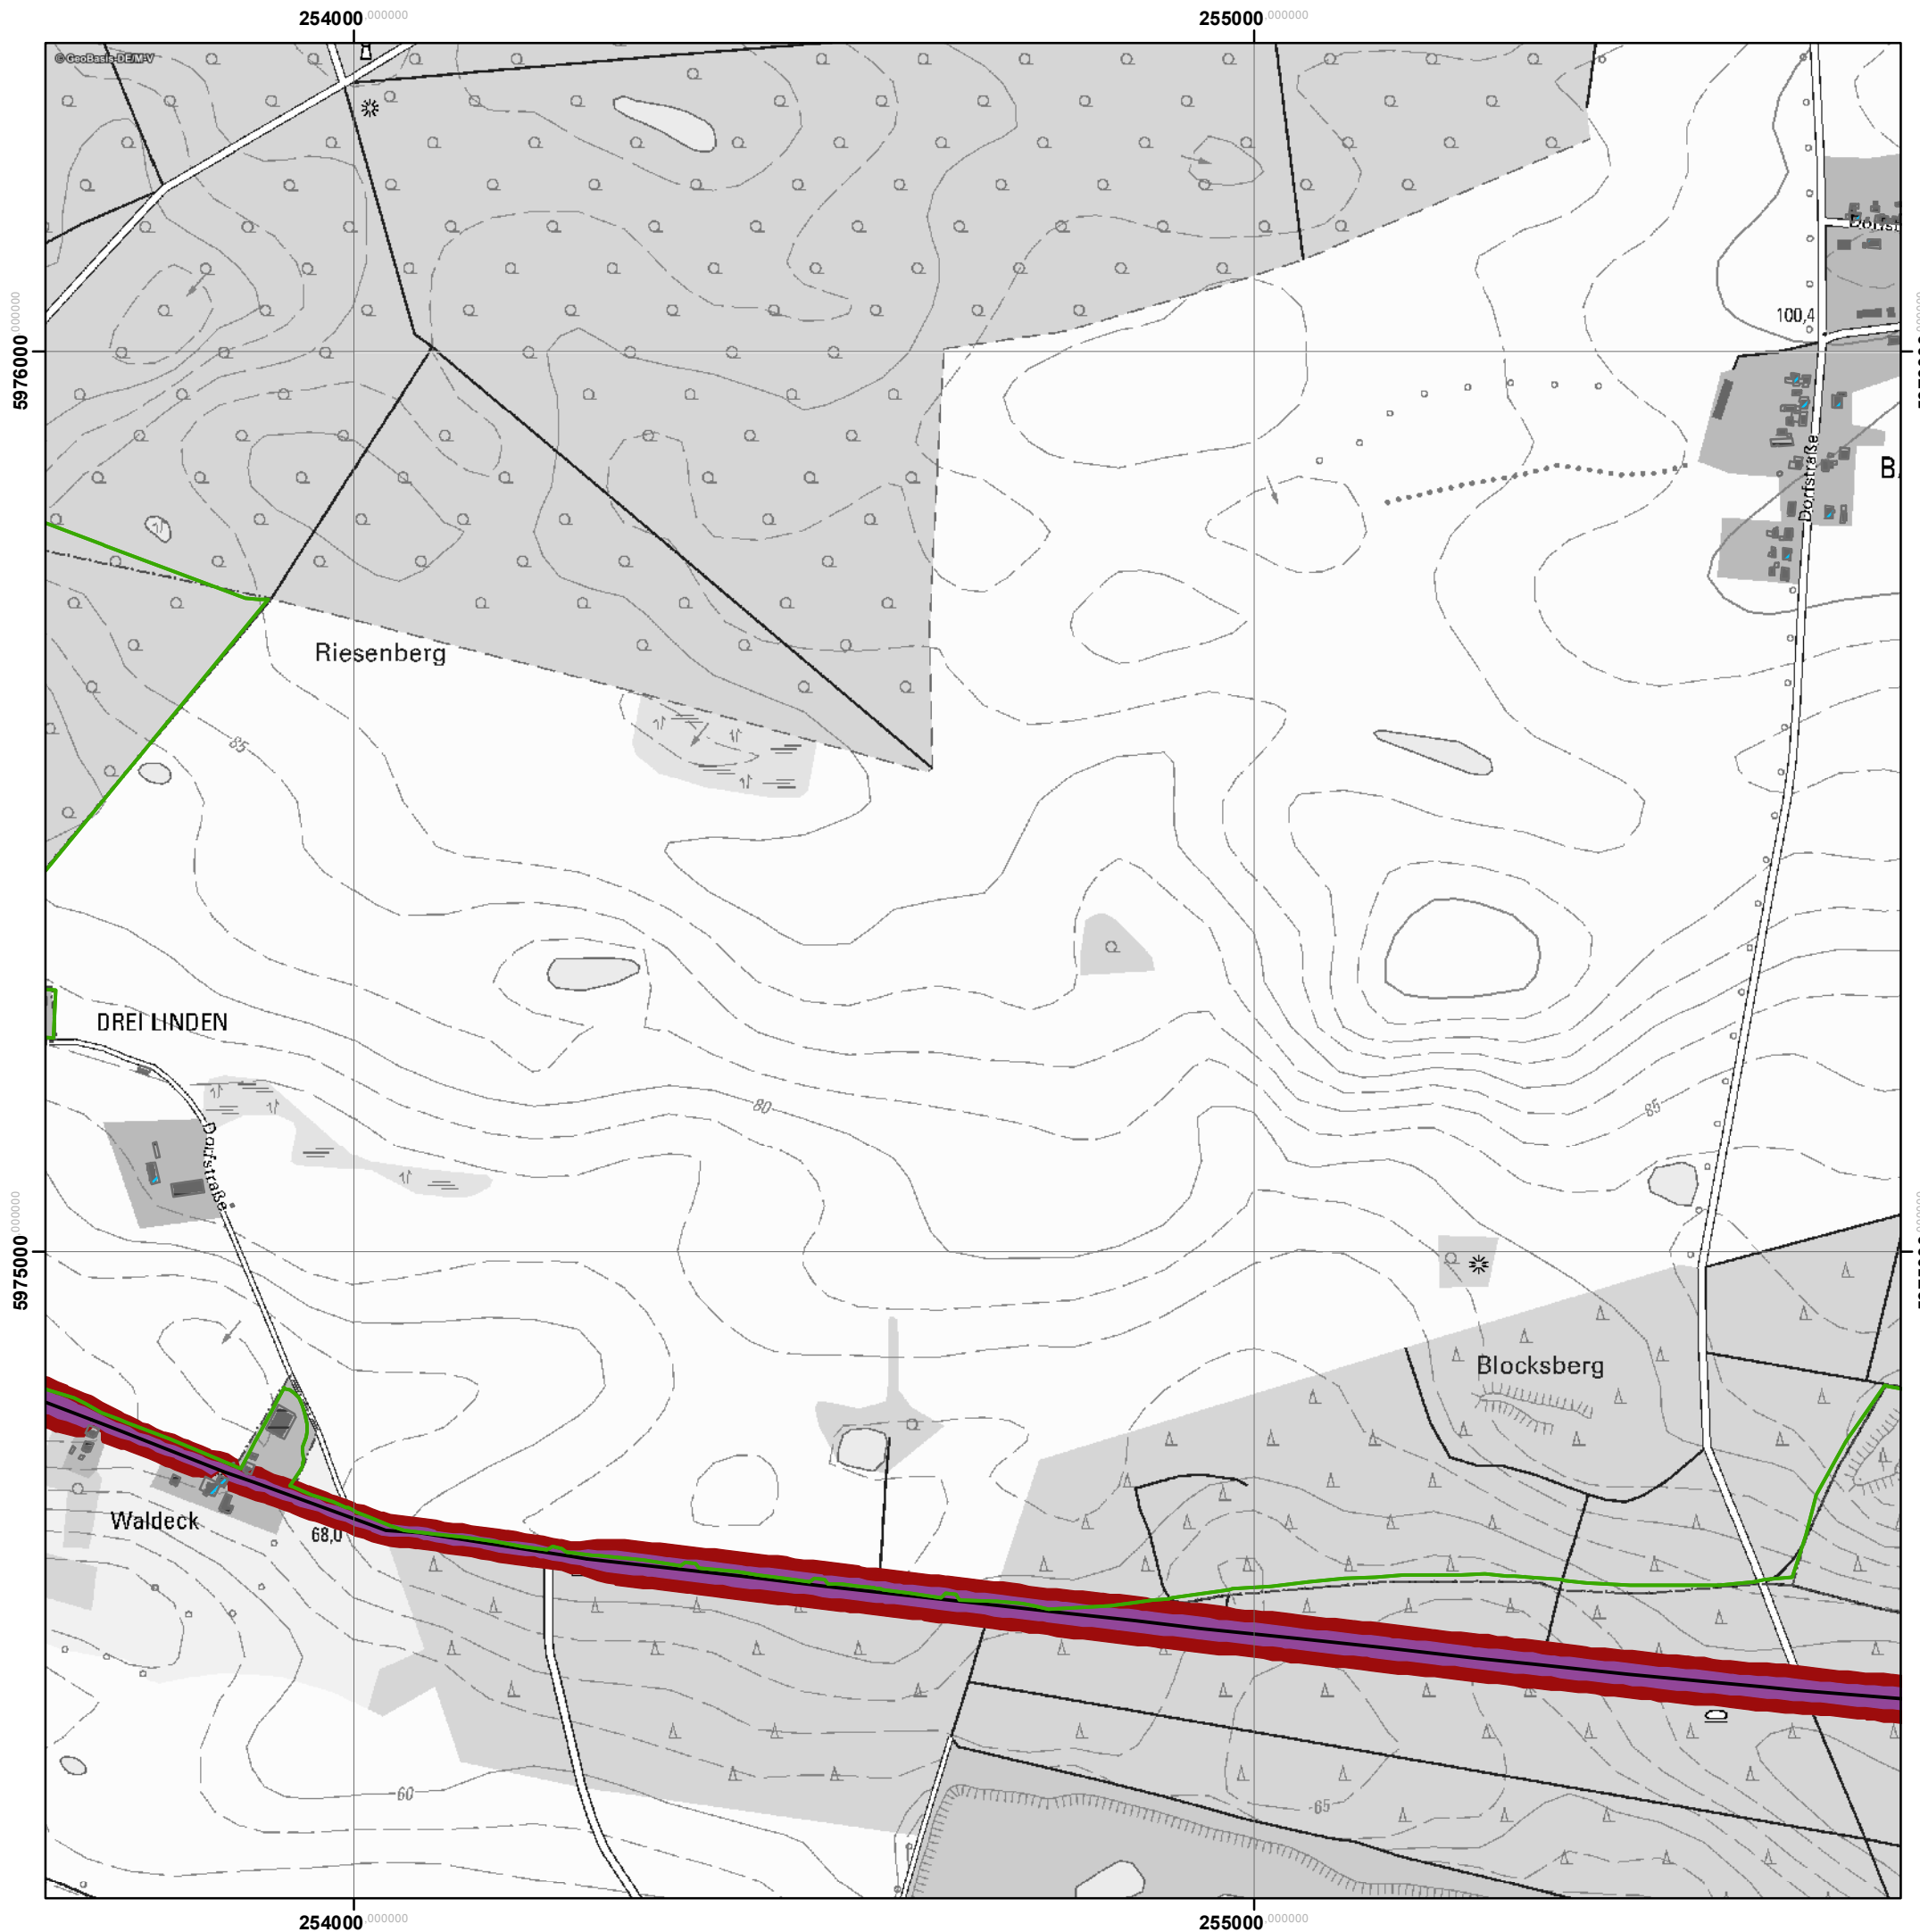 254000,000000
255000,000000
© GeoBasis-DE/M-V
100,4
5976000,000000
Dorfstraße
B
Riesenberg
85
DREI LINDEN
80
85
Dorfstraße
5975000,000000
Blocksberg
Waldeck
68,0
60
65
254000,000000
255000,000000